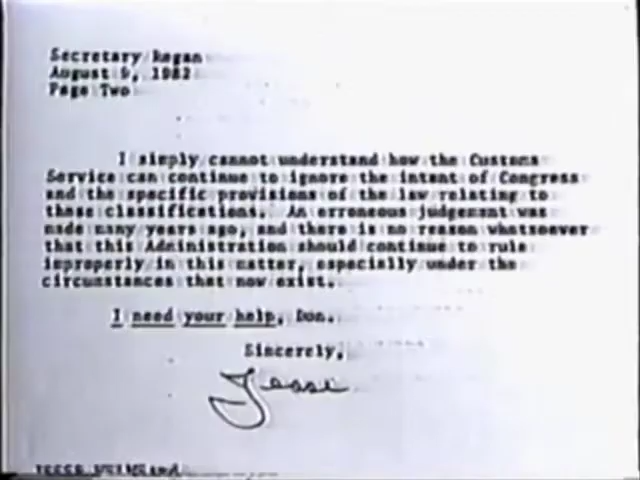 Secretary Regan
August 9, 1982
Page Two
I simply cannot understand how the Customs
Service can continue to ignore the intent of Congress
and the specific provisions of the law relating to
these classifications. An erroneous judgement was
made many years ago, and there is no reason whatsoever
that this Administration should continue to rule
improperly in this matter, especially under the
circumstances that now exist.
I need your help, Don.
Sincerely,
Jesse
JESSE HELMS